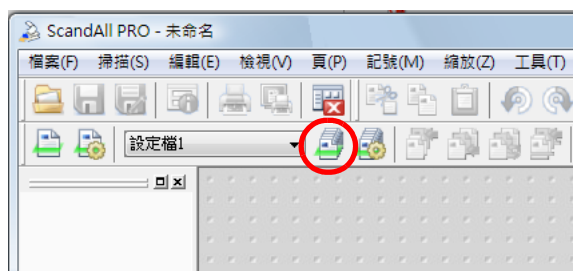 ScandAll PRO - 未命名
檔案(F) 掃描(S) 編輯(E) 檢視(V) 頁(P) 記號(M) 縮放(Z) 工具(T)
設定檔1